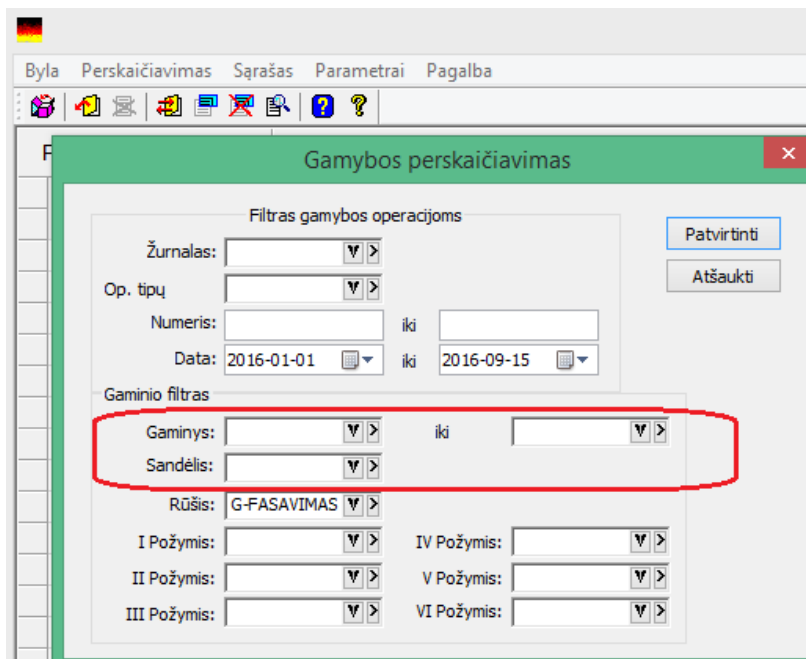 Byla Perskaičiavimas Sąrašas Parametrai Pagalba
Gamybos perskaičiavimas
Filtras gamybos operacijoms
Patvirtinti
Žurnalas:
Atšaukti
Op. tipų
Numeris: iki
Data: 2016-01-01 iki 2016-09-15
Gaminio filtras
Gaminys: iki
Sandėlis:
Rūšis: G-FASAVIMAS
I Požymis: IV Požymis:
II Požymis: V Požymis:
III Požymis: VI Požymis: